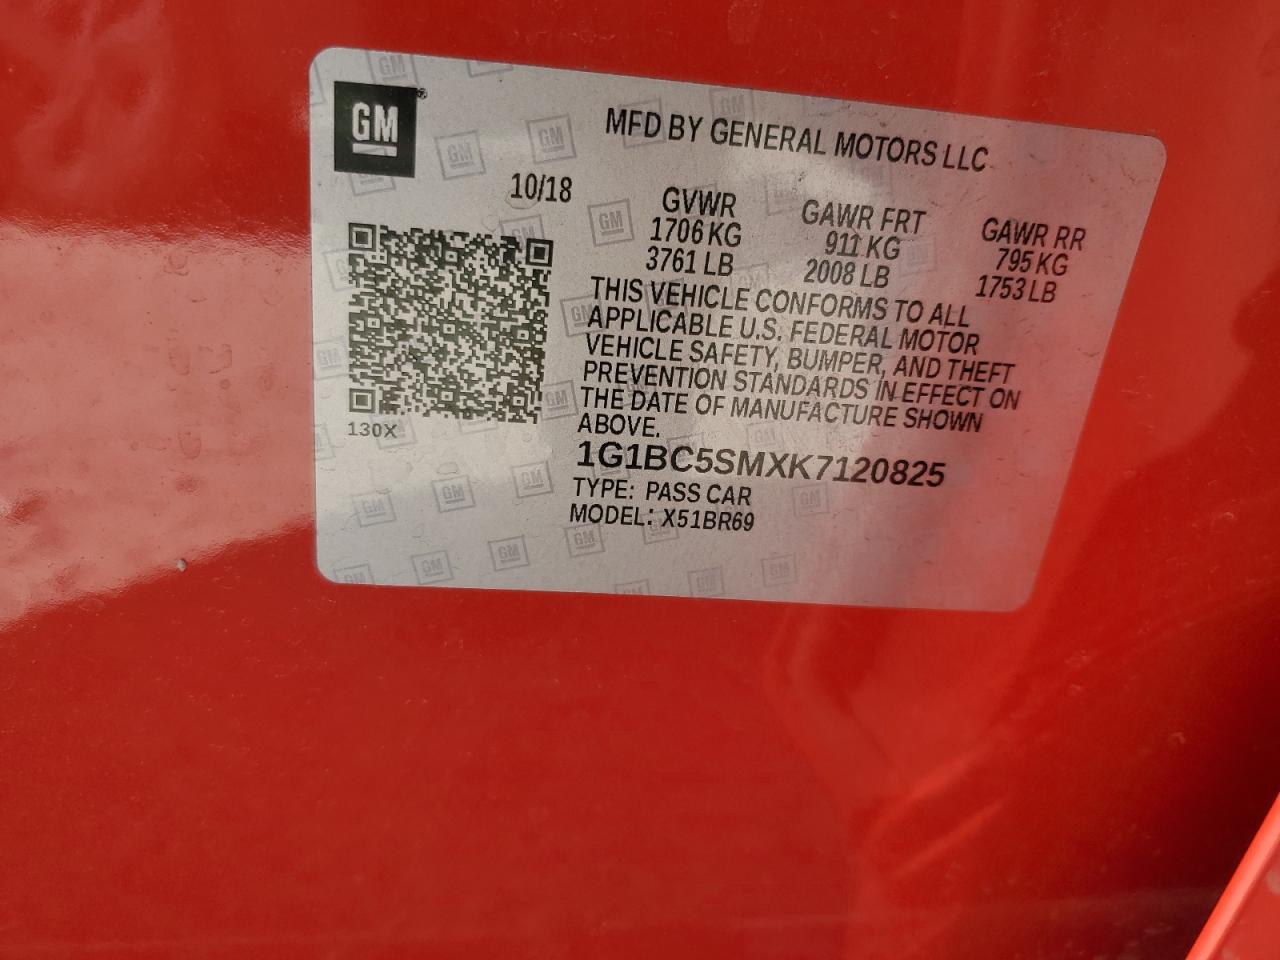 GM
MFD BY GENERAL MOTORS LLC
10/18
GVWR GAWR FRT GAWR RR
1706 KG 911 KG 795 KG
3761 LB 2008 LB 1753 LB
THIS VEHICLE CONFORMS TO ALL
APPLICABLE U.S. FEDERAL MOTOR
VEHICLE SAFETY, BUMPER, AND THEFT
PREVENTION STANDARDS IN EFFECT ON
THE DATE OF MANUFACTURE SHOWN
ABOVE.
130X
1G1BC5SMXK7120825
TYPE: PASS CAR
MODEL: X51BR69